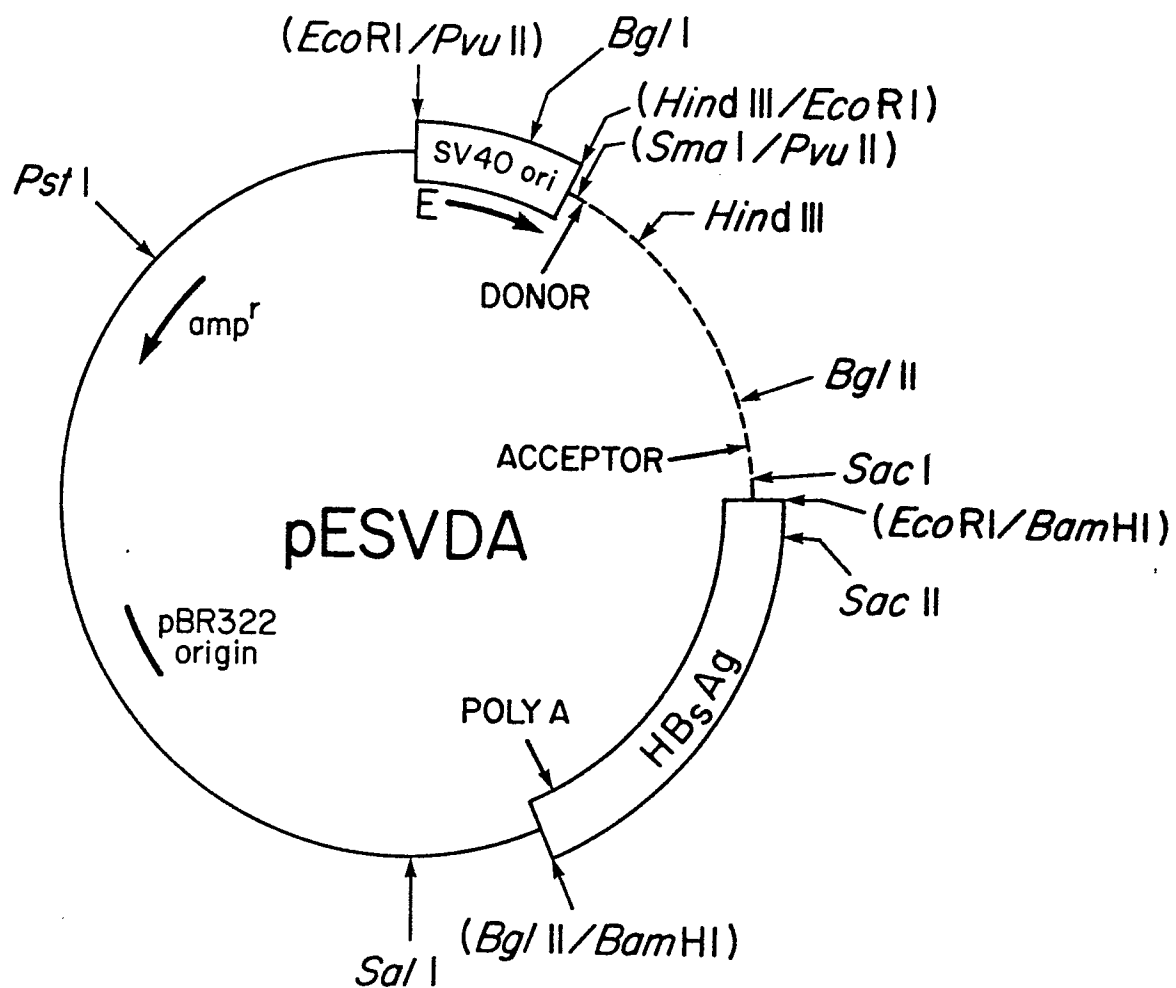 (EcoRI/PvuII)
BglI
(HindIII/EcoRI)
(SmaI/PvuII)
SV40 ori
PstI
E
HindIII
DONOR
ampʳ
BglII
ACCEPTOR
SacI
(EcoRI/BamHI)
pESVDA
SacII
pBR322
origin
HBsAg
POLY A
(BglII/BamHI)
SalI